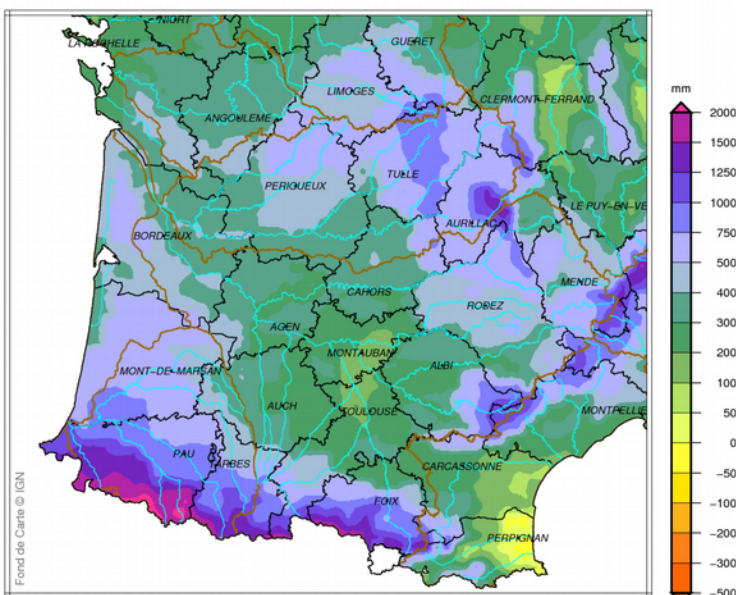 NIORT
LA ROCHELLE
GUERET
LIMOGES
CLERMONT-FERRAND
ANGOULEME
TULLE
PERIGUEUX
LE PUY-EN-VE
AURILLAC
BORDEAUX
MENDE
CAHORS
RODEZ
AGEN
MONTAUBAN
ALBI
MONT-DE-MARSAN
AUCH
TOULOUSE
MONTPELLIE
PAU
TARBES
CARCASSONNE
FOIX
PERPIGNAN
Fond de Carte © IGN
mm
2000
1500
1250
1000
750
500
400
300
200
100
50
0
-50
-100
-200
-300
-500